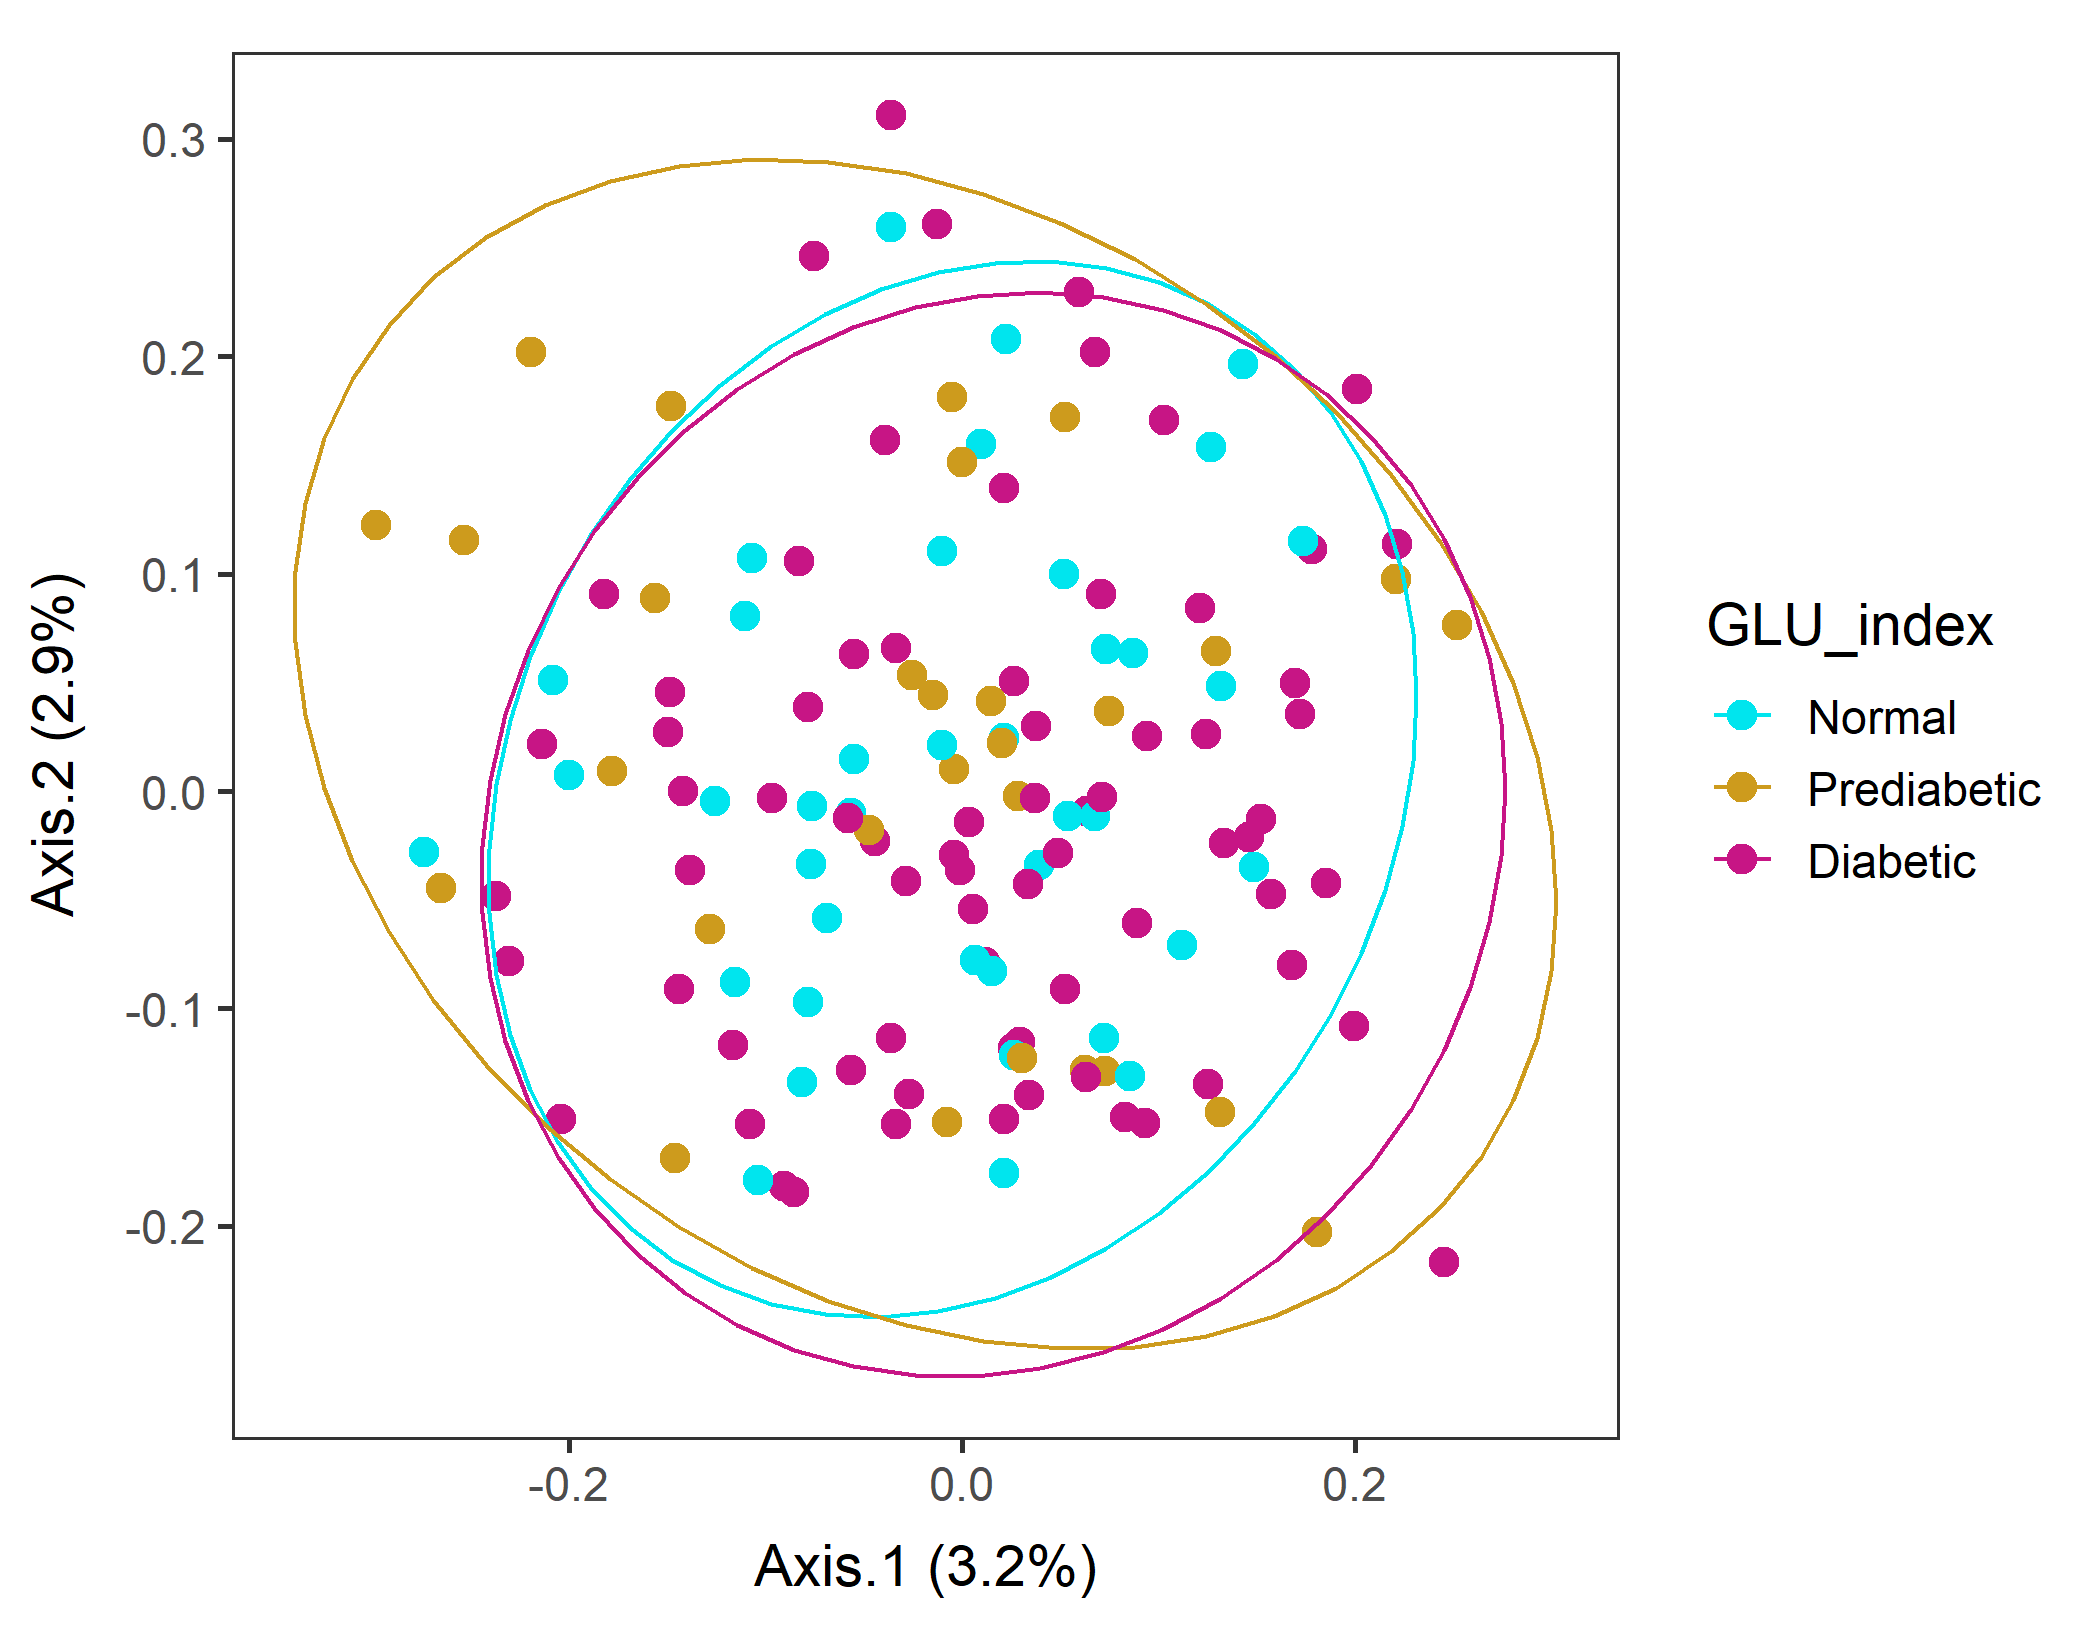 0.3
0.2
0.1
0.0
-0.1
-0.2
Axis.2 (2.9%)
-0.2 0.0 0.2
Axis.1 (3.2%)
GLU_index
Normal
Prediabetic
Diabetic